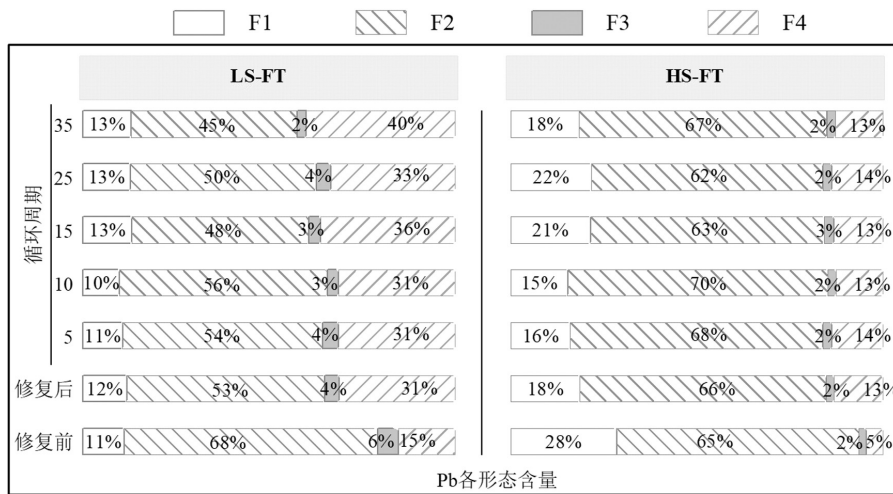 F1 F2 F3 F4
LS-FT HS-FT
35 13% 45% 2% 40% 18% 67% 2% 13%
25 13% 50% 4% 33% 22% 62% 2% 14%
15 13% 48% 3% 36% 21% 63% 3% 13%
10 10% 56% 3% 31% 15% 70% 2% 13%
5 11% 54% 4% 31% 16% 68% 2% 14%
循环周期
修复后 12% 53% 4% 31% 18% 66% 2% 13%
修复前 11% 68% 6% 15% 28% 65% 2% 5%
Pb各形态含量